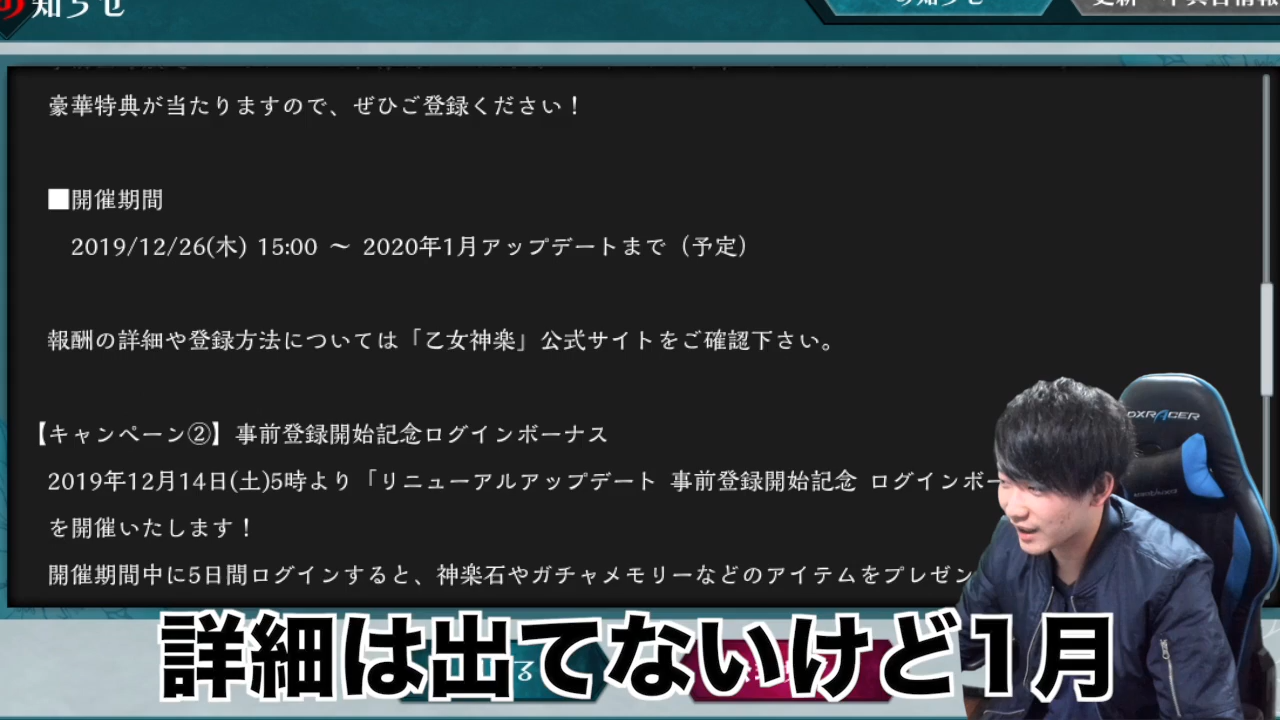 お知らせ
豪華特典が当たりますので、ぜひご登録ください！
■開催期間
2019/12/26(木) 15:00 ～ 2020年1月アップデートまで（予定）
報酬の詳細や登録方法については「乙女神楽」公式サイトをご確認下さい。
【キャンペーン②】事前登録開始記念ログインボーナス
2019年12月14日(土)5時より「リニューアルアップデート 事前登録開始記念 ログインボー
を開催いたします！
開催期間中に5日間ログインすると、神楽石やガチャメモリーなどのアイテムをプレゼン
DXRACER
詳細は出てないけど1月